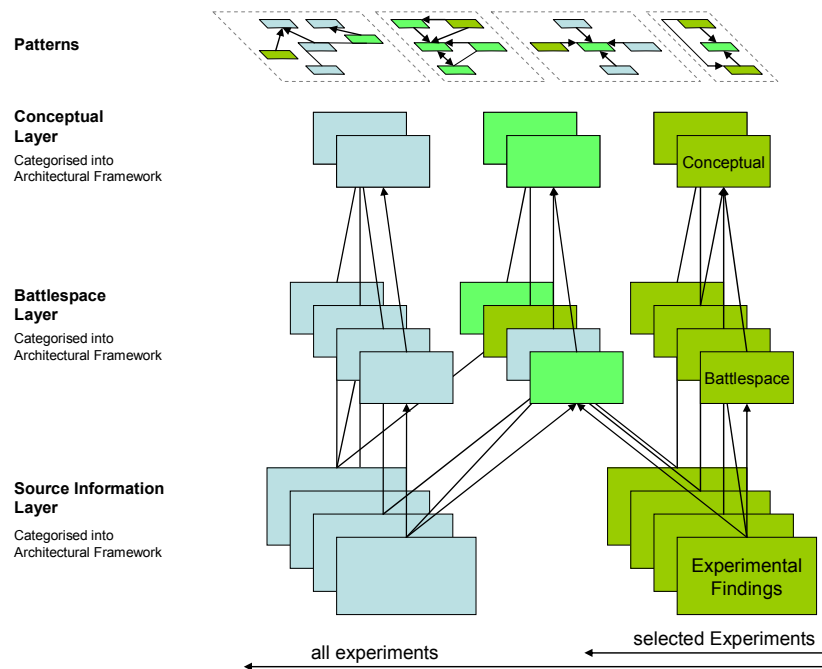 Patterns
Conceptual
Layer
Categorised into
Architectural Framework
Conceptual
Battlespace
Layer
Categorised into
Architectural Framework
Battlespace
Source Information
Layer
Categorised into
Architectural Framework
Experimental
Findings
selected Experiments
all experiments